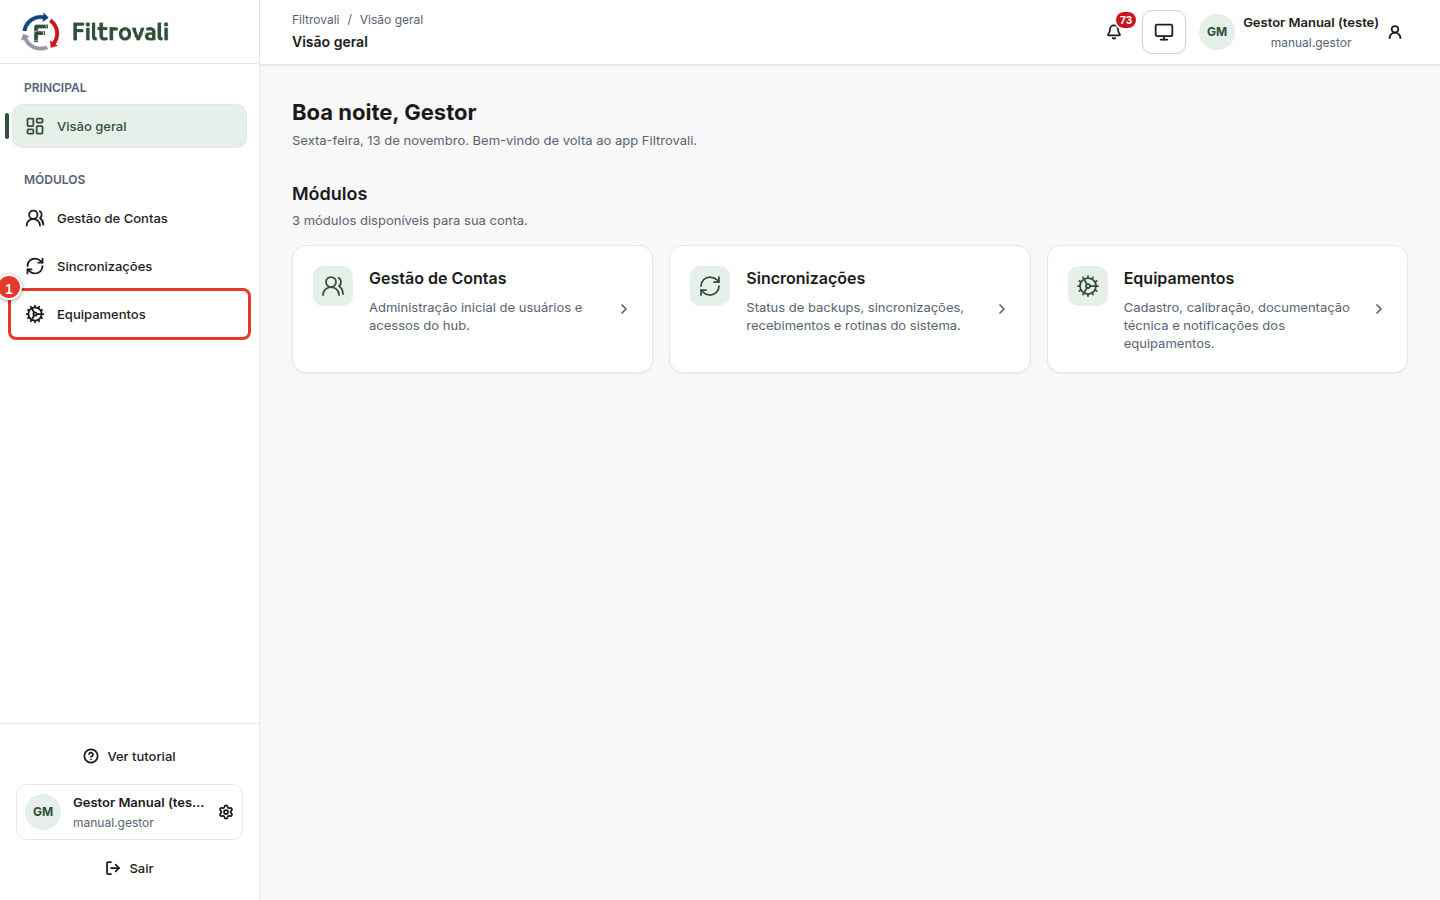 Filtrovali
PRINCIPAL
Visão geral
MÓDULOS
Gestão de Contas
Sincronizações
1
Equipamentos
Ver tutorial
GM
Gestor Manual (tes...
manual.gestor
Sair
Filtrovali / Visão geral
Visão geral
73
GM
Gestor Manual (teste)
manual.gestor
Boa noite, Gestor
Sexta-feira, 13 de novembro. Bem-vindo de volta ao app Filtrovali.
Módulos
3 módulos disponíveis para sua conta.
Gestão de Contas
Administração inicial de usuários e
acessos do hub.
Sincronizações
Status de backups, sincronizações,
recebimentos e rotinas do sistema.
Equipamentos
Cadastro, calibração, documentação
técnica e notificações dos
equipamentos.